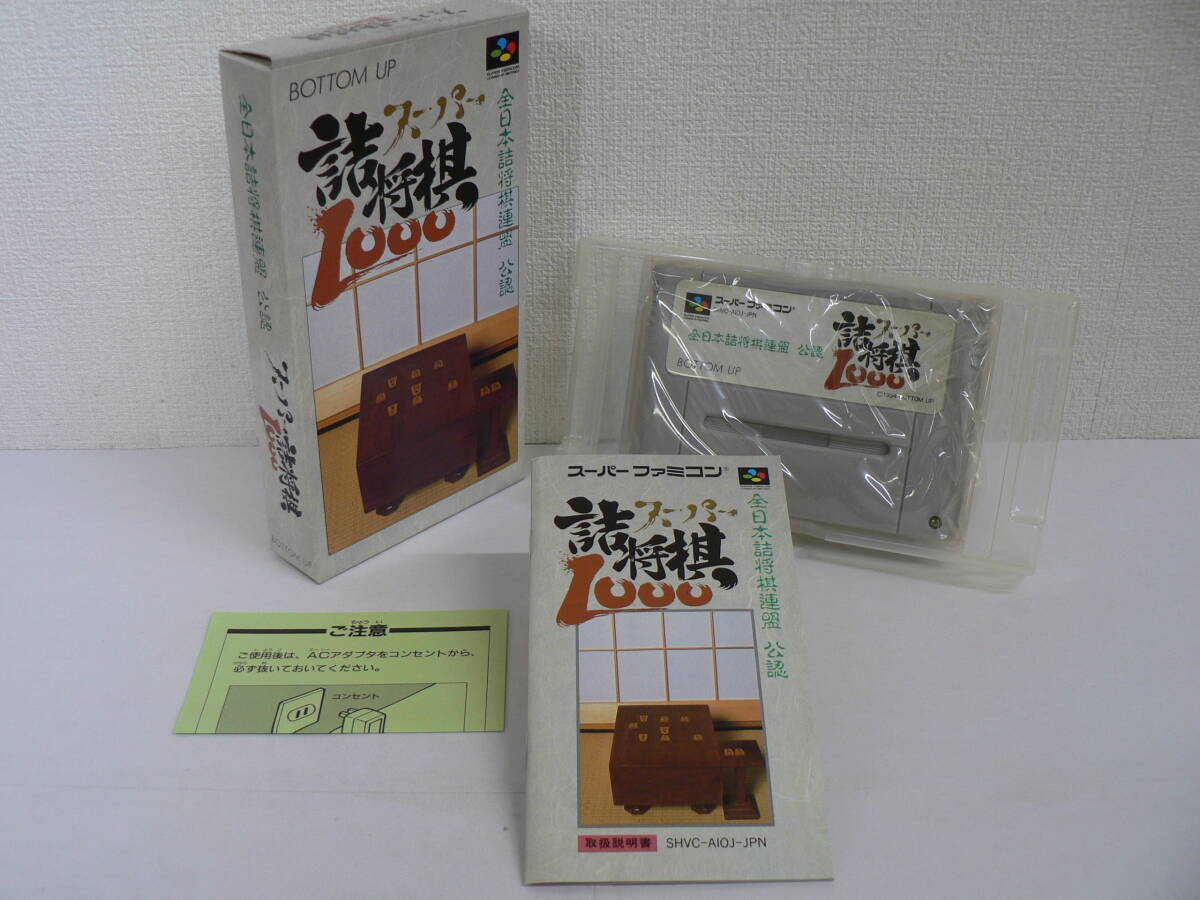 BOTTOM UP
スーパー
詰将棋
1000
全日本詰将棋連盟 公認
全日本詰将棋連盟 公認
スーパー詰将棋
1000
BOTTOM UP
スーパーファミコン
SHVC-AIOJ-JPN
全日本詰将棋連盟 公認
BOTTOM UP
スーパー
詰将棋
1000
©1994 BOTTOM UP
スーパーファミコン
スーパー
詰将棋
1000
全日本詰将棋連盟 公認
取扱説明書 SHVC-AIOJ-JPN
ご注意
ご使用後は、ACアダプタをコンセントから、
必ず抜いておいてください。
コンセント